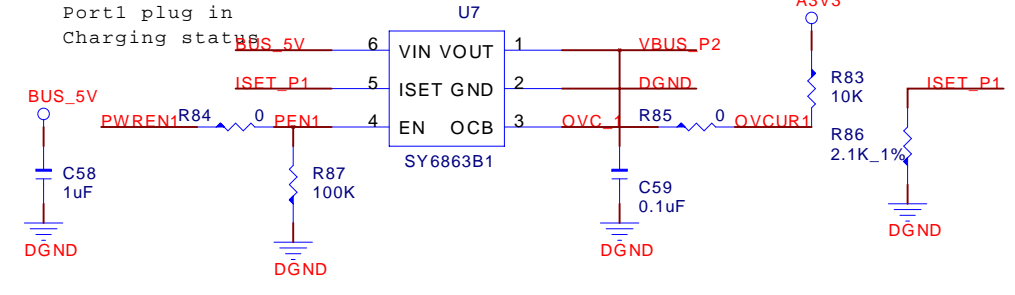 Port1 plug in
Charging status
U7
BUS_5V
6
VIN VOUT
1
VBUS_P2
ISET_P1
5
ISET GND
2
DGND
R83
10K
ISET_P1
BUS_5V
PWREN1
R84
0
PEN1
4
EN OCB
3
OVC_1
R85
0
OVCUR1
SY6863B1
R86
2.1K_1%
C58
1uF
R87
100K
C59
0.1uF
DGND
DGND
DGND
DGND